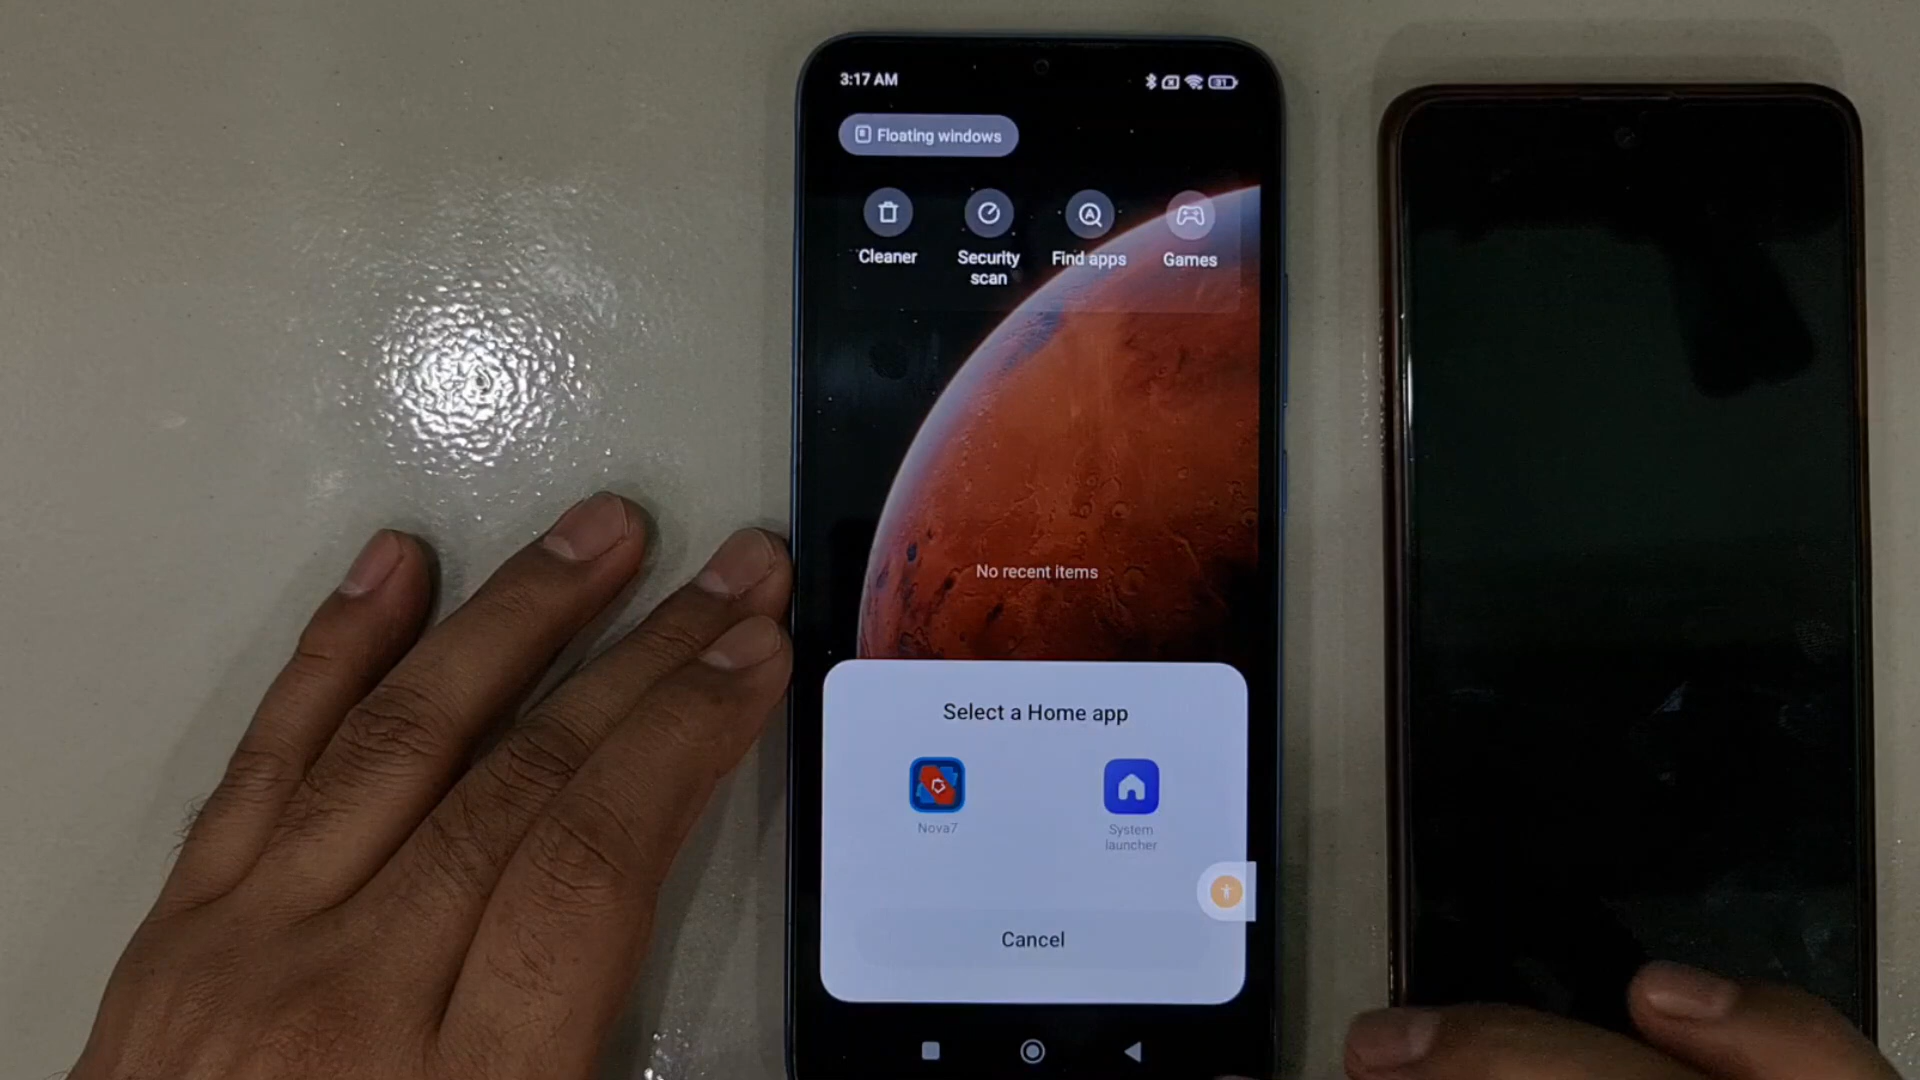 3:17 AM
31
Floating windows
Cleaner
Security
scan
Find apps
Games
No recent items
Select a Home app
Nova7
System
launcher
Cancel